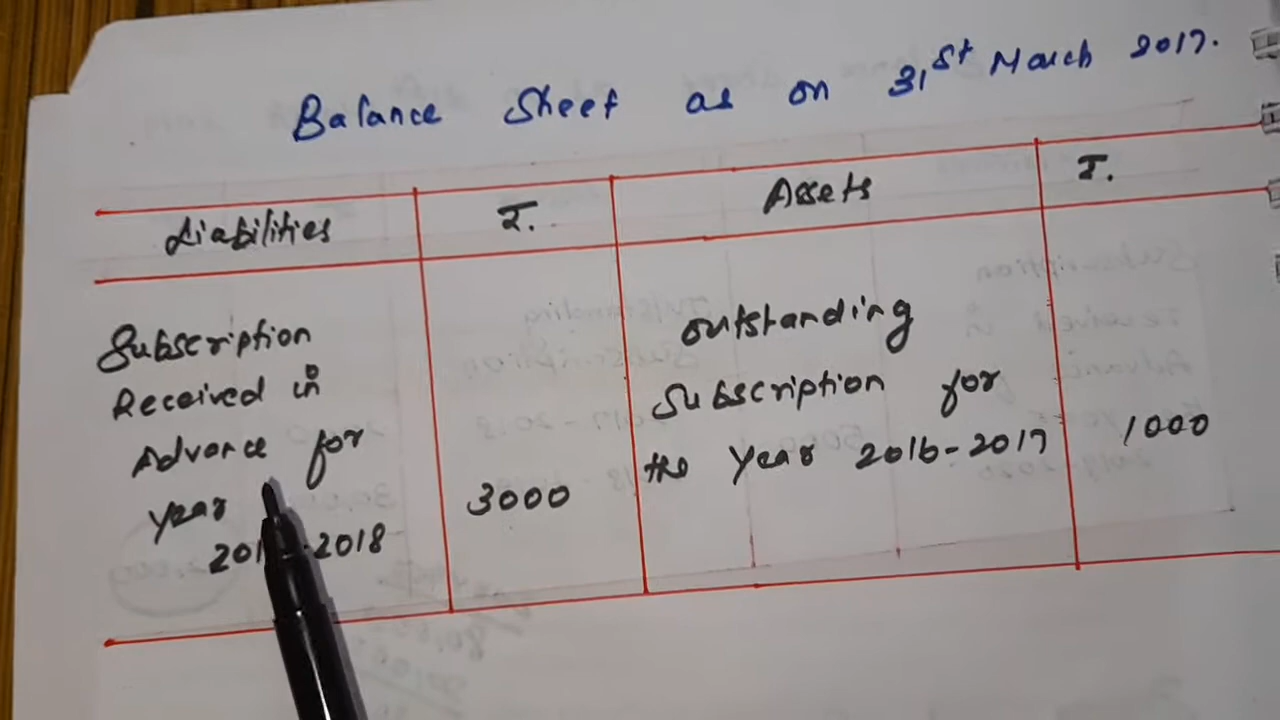 Balance Sheet as on 31st March 2017.
Liabilities ₹. Assets ₹.
Subscription
Received in
Advance for
year
2018 3000
outstanding
Subscription for
the year 2016-2017 1000